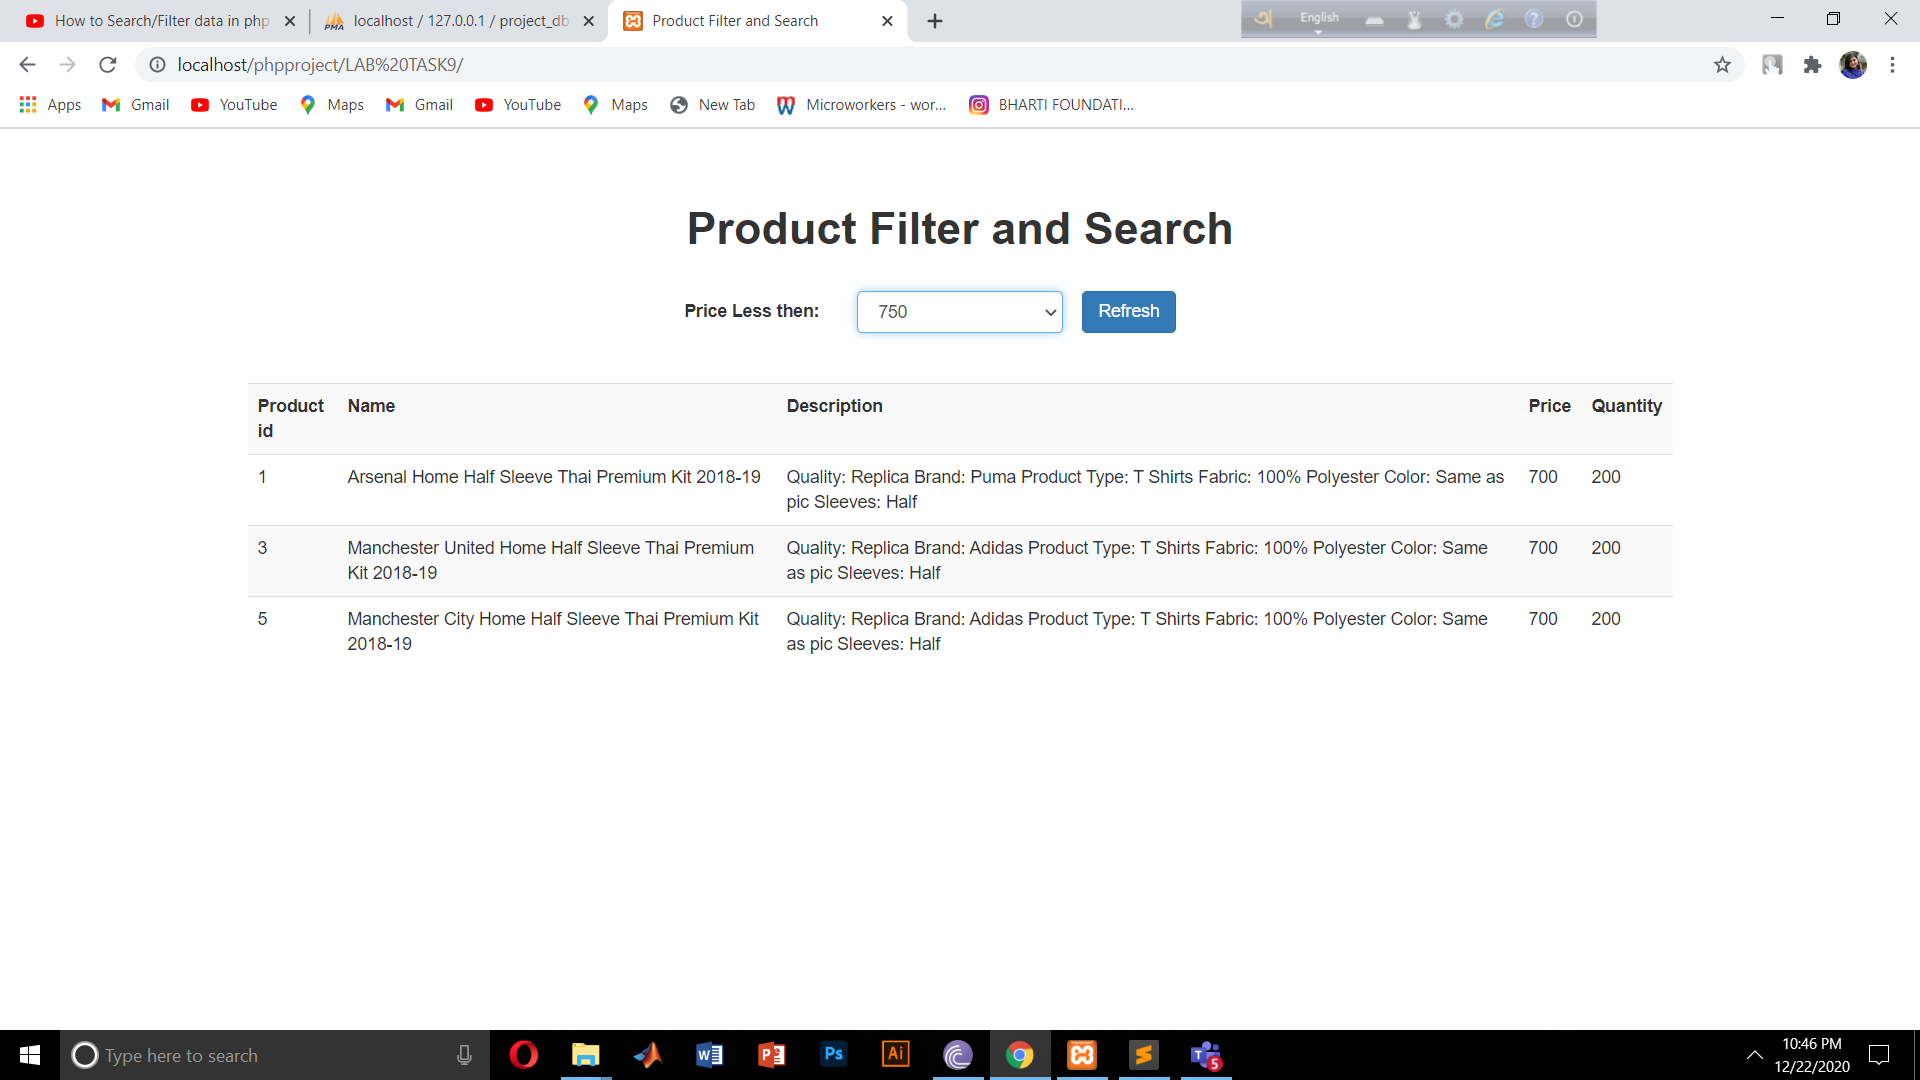 How to Search/Filter data in php
localhost / 127.0.0.1 / project_db
Product Filter and Search
English
localhost/phpproject/LAB%20TASK9/
Apps
Gmail
YouTube
Maps
Gmail
YouTube
Maps
New Tab
Microworkers - wor...
BHARTI FOUNDATI...
Product Filter and Search
Price Less then:
750
Refresh
Product id Name Description Price Quantity
1 Arsenal Home Half Sleeve Thai Premium Kit 2018-19 Quality: Replica Brand: Puma Product Type: T Shirts Fabric: 100% Polyester Color: Same as 700 200
pic Sleeves: Half
3 Manchester United Home Half Sleeve Thai Premium Quality: Replica Brand: Adidas Product Type: T Shirts Fabric: 100% Polyester Color: Same 700 200
Kit 2018-19 as pic Sleeves: Half
5 Manchester City Home Half Sleeve Thai Premium Kit Quality: Replica Brand: Adidas Product Type: T Shirts Fabric: 100% Polyester Color: Same 700 200
2018-19 as pic Sleeves: Half
Type here to search
Ps
Ai
5
10:46 PM
12/22/2020